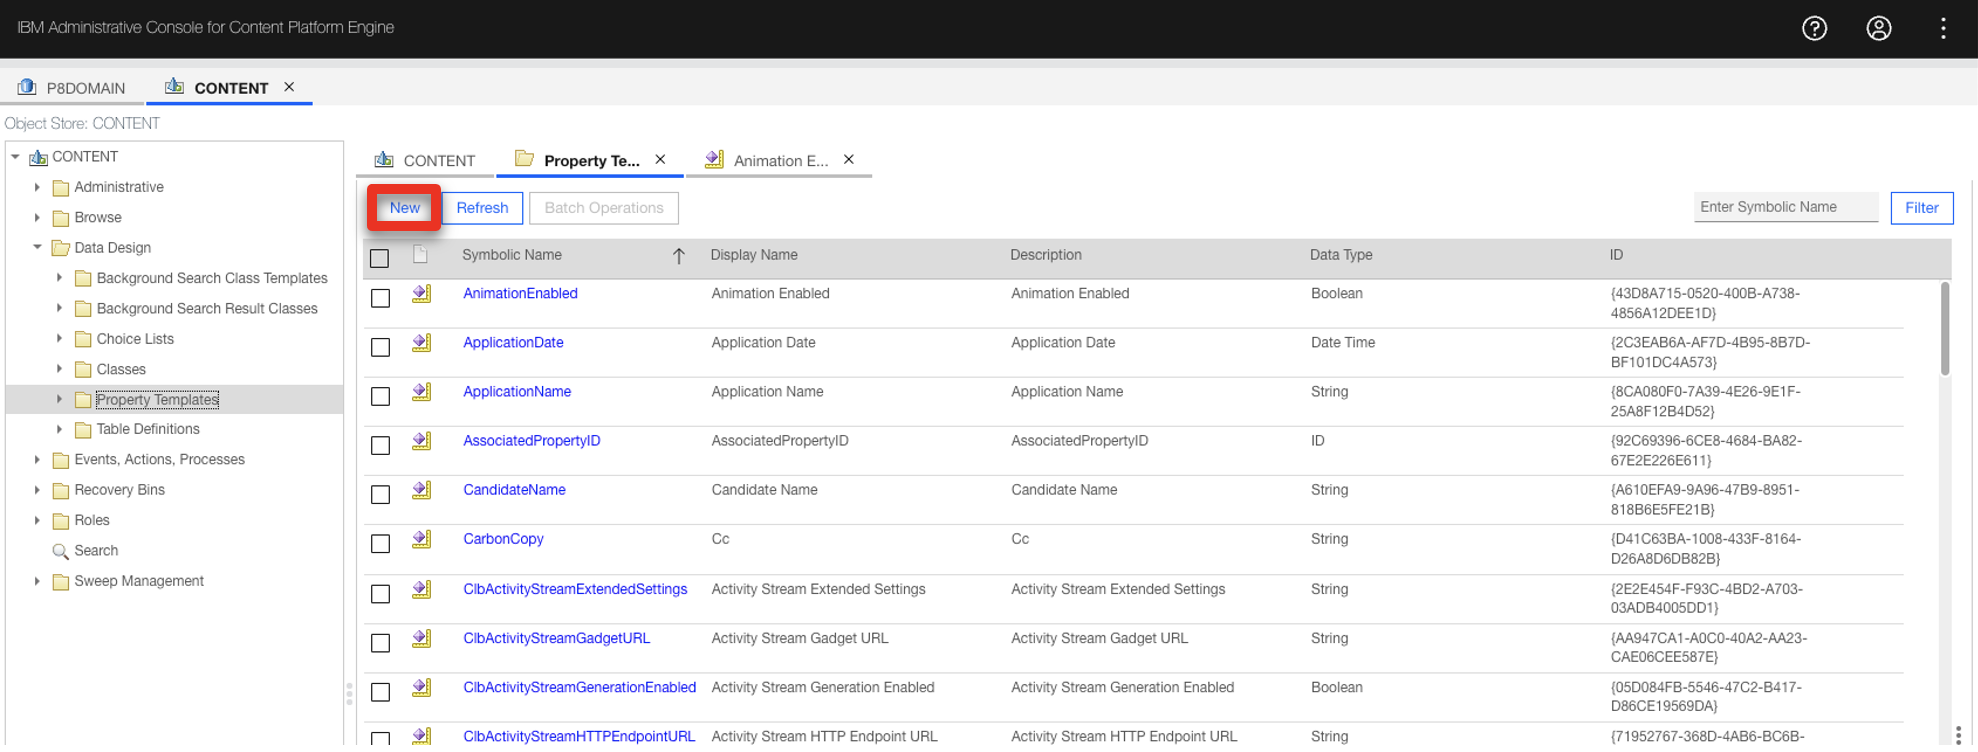 IBM Administrative Console for Content Platform Engine
P8DOMAIN
CONTENT
Object Store: CONTENT
CONTENT
Administrative
Browse
Data Design
Background Search Class Templates
Background Search Result Classes
Choice Lists
Classes
Property Templates
Table Definitions
Events, Actions, Processes
Recovery Bins
Roles
Search
Sweep Management
CONTENT
Property Te...
Animation E...
New
Refresh
Batch Operations
Enter Symbolic Name
Filter
Symbolic Name Display Name Description Data Type ID
AnimationEnabled Animation Enabled Animation Enabled Boolean {43D8A715-0520-400B-A738-
4856A12DEE1D}
ApplicationDate Application Date Application Date Date Time {2C3EAB6A-AF7D-4B95-8B7D-
BF101DC4A573}
ApplicationName Application Name Application Name String {8CA080F0-7A39-4E26-9E1F-
25A8F12B4D52}
AssociatedPropertyID AssociatedPropertyID AssociatedPropertyID ID {92C69396-6CE8-4684-BA82-
67E2E226E611}
CandidateName Candidate Name Candidate Name String {A610EFA9-9A96-47B9-8951-
818B6E5FE21B}
CarbonCopy Cc Cc String {D41C63BA-1008-433F-8164-
D26A8D6DB82B}
ClbActivityStreamExtendedSettings Activity Stream Extended Settings Activity Stream Extended Settings String {2E2E454F-F93C-4BD2-A703-
03ADB4005DD1}
ClbActivityStreamGadgetURL Activity Stream Gadget URL Activity Stream Gadget URL String {AA947CA1-A0C0-40A2-AA23-
CAE06CEE587E}
ClbActivityStreamGenerationEnabled Activity Stream Generation Enabled Activity Stream Generation Enabled Boolean {05D084FB-5546-47C2-B417-
D86CE19569DA}
ClbActivityStreamHTTPEndpointURL Activity Stream HTTP Endpoint URL Activity Stream HTTP Endpoint URL String {71952767-368D-4AB6-BC6B-